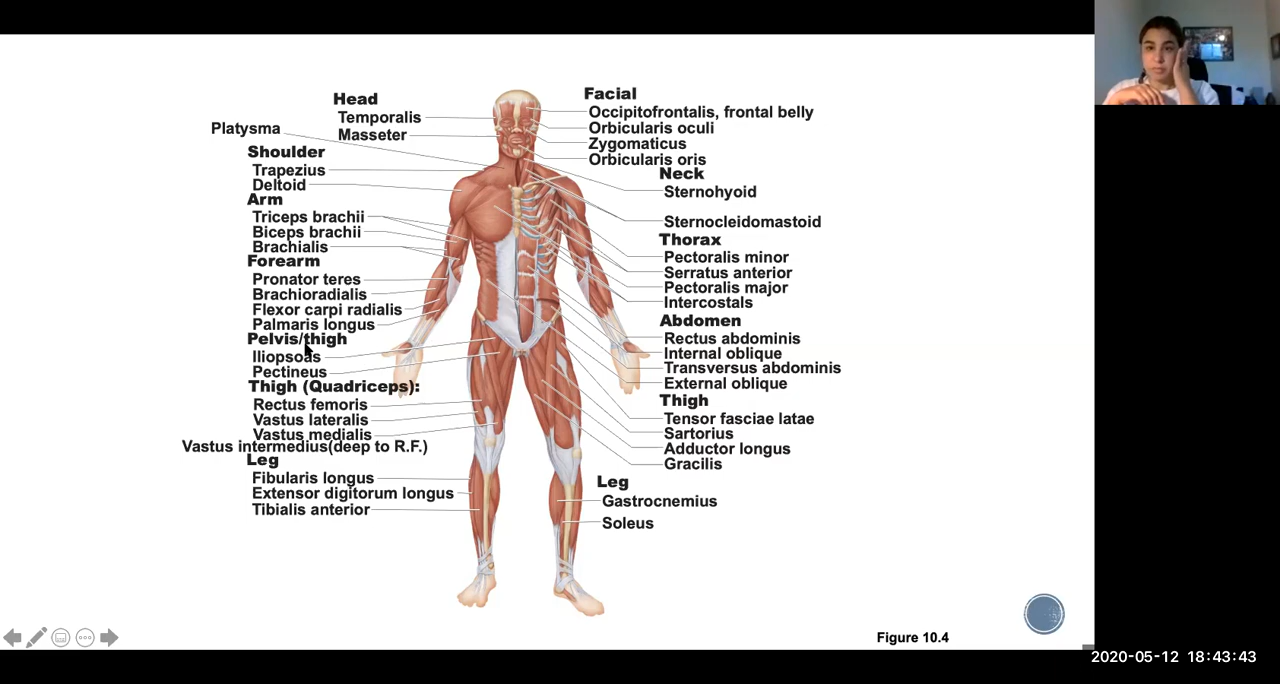 Head
Temporalis
Masseter
Platysma
Shoulder
Trapezius
Deltoid
Arm
Triceps brachii
Biceps brachii
Brachialis
Forearm
Pronator teres
Brachioradialis
Flexor carpi radialis
Palmaris longus
Pelvis/thigh
Iliopsoas
Pectineus
Thigh (Quadriceps):
Rectus femoris
Vastus lateralis
Vastus medialis
Vastus intermedius(deep to R.F.)
Leg
Fibularis longus
Extensor digitorum longus
Tibialis anterior
Facial
Occipitofrontalis, frontal belly
Orbicularis oculi
Zygomaticus
Orbicularis oris
Neck
Sternohyoid
Sternocleidomastoid
Thorax
Pectoralis minor
Serratus anterior
Pectoralis major
Intercostals
Abdomen
Rectus abdominis
Internal oblique
Transversus abdominis
External oblique
Thigh
Tensor fasciae latae
Sartorius
Adductor longus
Gracilis
Leg
Gastrocnemius
Soleus
Figure 10.4
2020-05-12 18:43:43